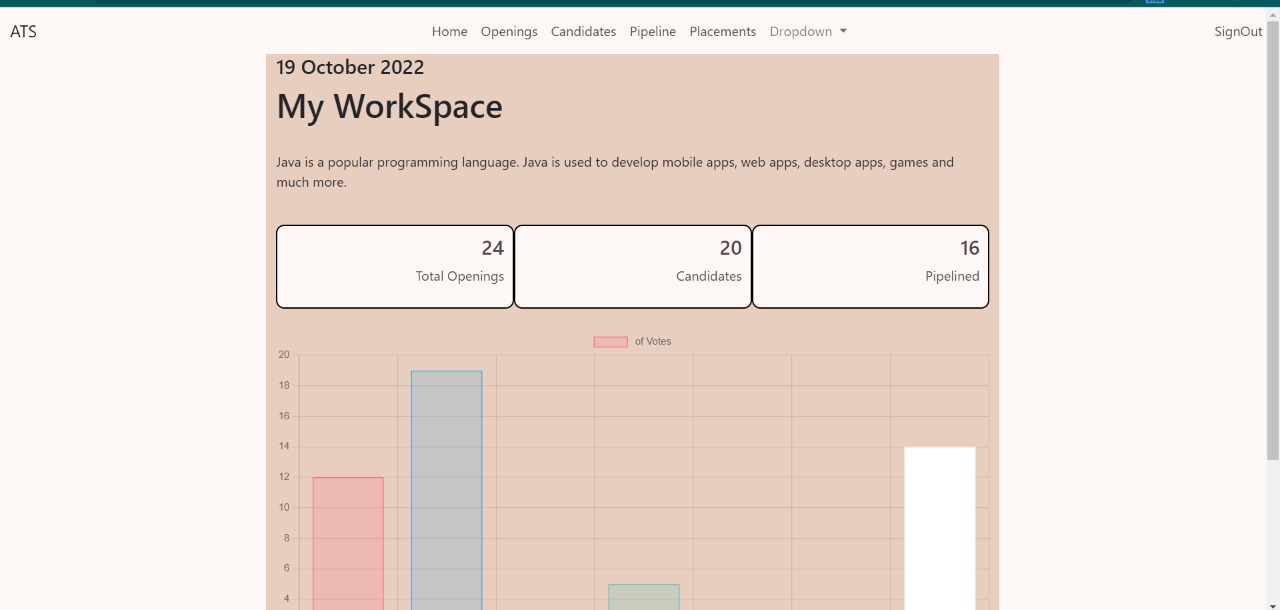 ATS Home Openings Candidates Pipeline Placements Dropdown SignOut
19 October 2022
My WorkSpace
Java is a popular programming language. Java is used to develop mobile apps, web apps, desktop apps, games and
much more.
24 20 16
Total Openings Candidates Pipelined
of Votes
20
18
16
14
12
10
8
6
4